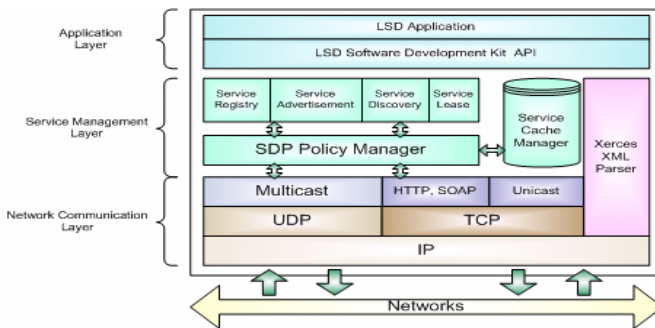 Application
Layer
LSD Application
LSD Software Development Kit API
Service Management
Layer
Service
Registry
Service
Advertisement
Service
Discovery
Service
Lease
Service
Cache
Manager
Xerces
XML
Parser
SDP Policy Manager
Network Communication
Layer
Multicast
HTTP, SOAP
Unicast
UDP
TCP
IP
Networks